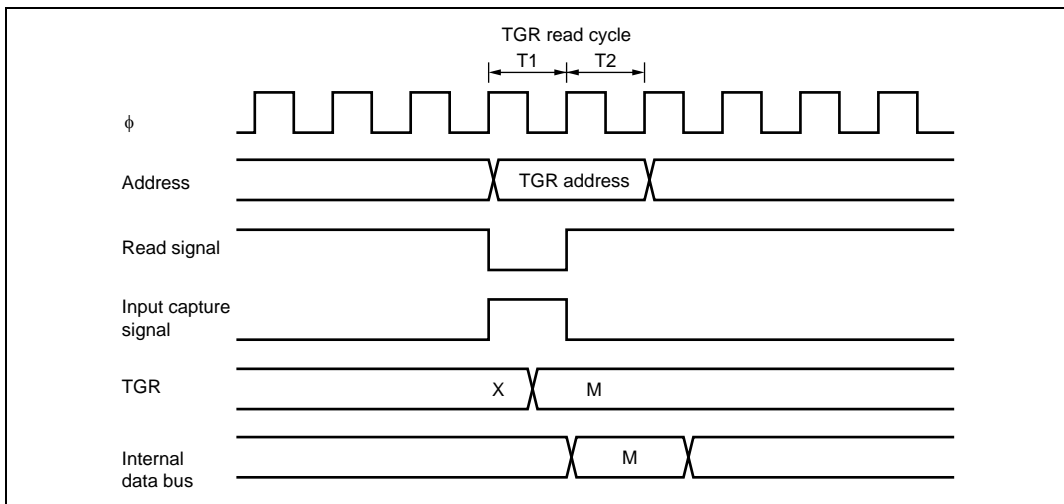 TGR read cycle
T1 T2
ϕ
Address TGR address
Read signal
Input capture
signal
TGR X M
Internal
data bus M